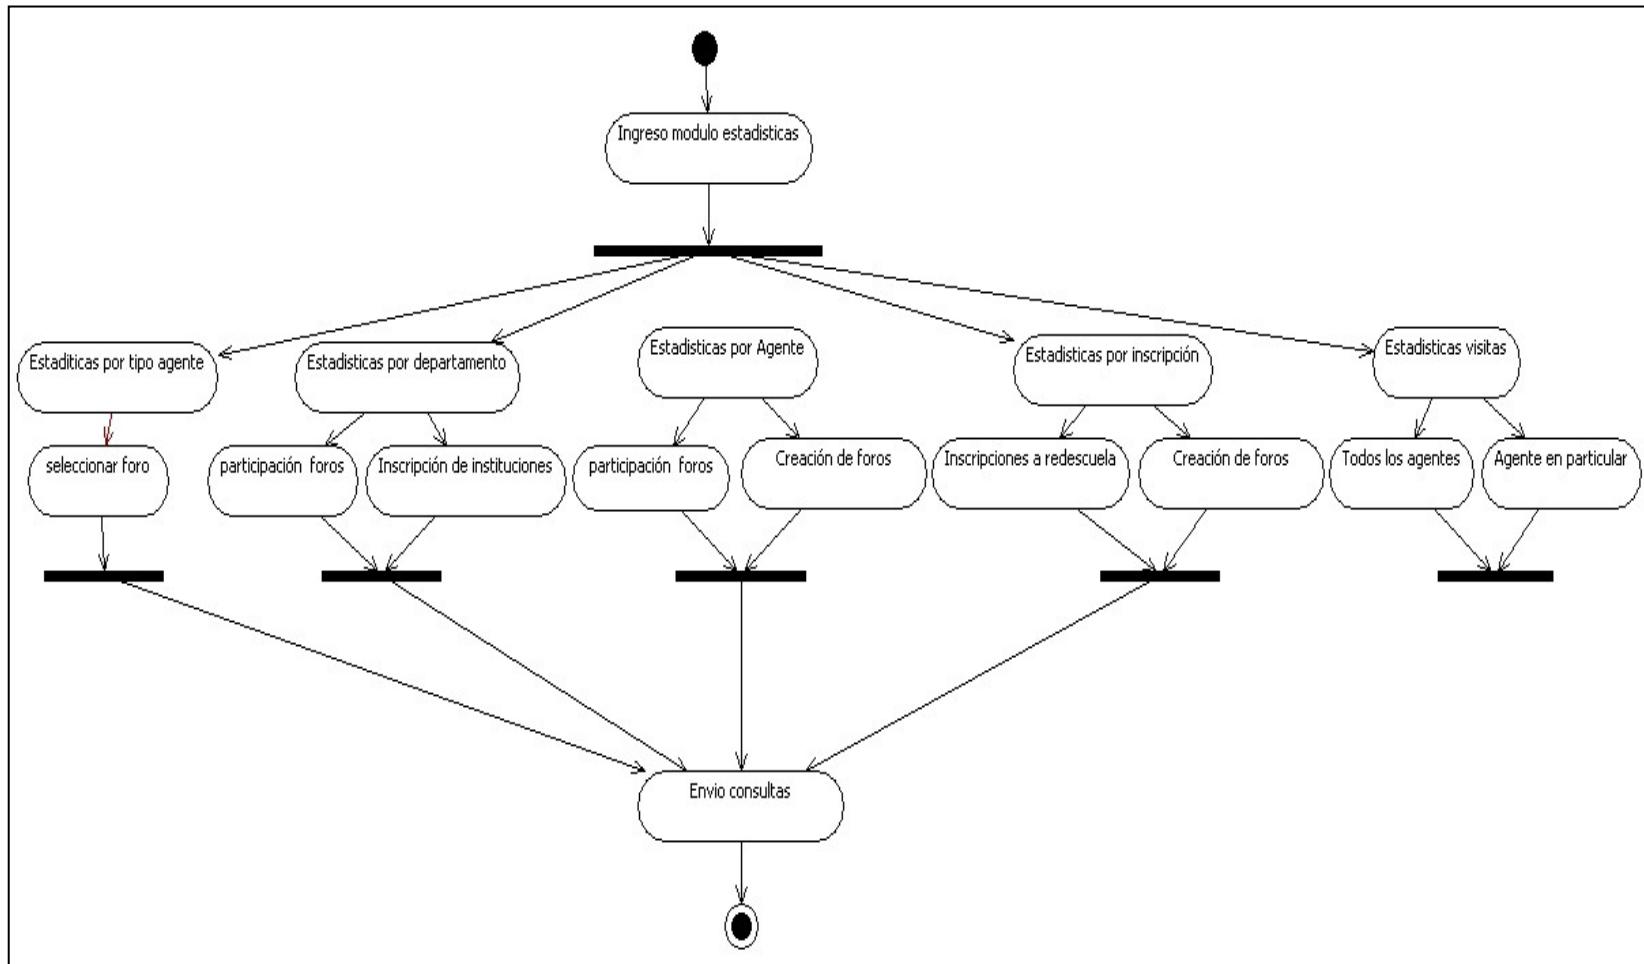 Ingreso modulo estadisticas
Estadíticas por tipo agente
Estadisticas por departamento
Estadisticas por Agente
Estadisticas por inscripción
Estadisticas visitas
seleccionar foro
participación foros
Inscripción de instituciones
participación foros
Creación de foros
Inscripciones a redescuela
Creación de foros
Todos los agentes
Agente en particular
Envio consultas